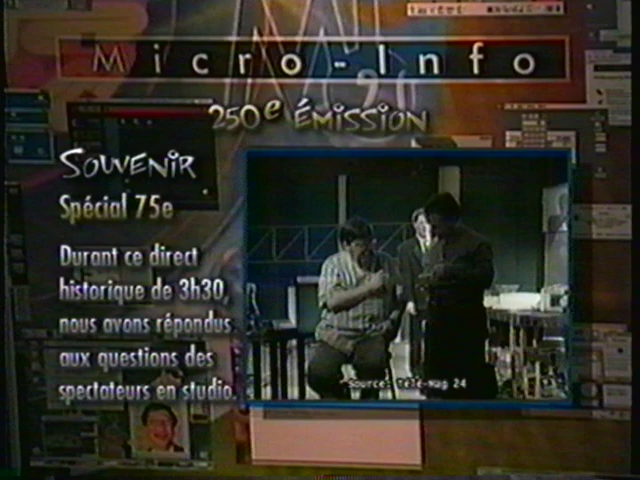 Micro-Info
250e Émission
Souvenir
Spécial 75e
Durant ce direct
historique de 3h30,
nous avons répondus
aux questions des
spectateurs en studio.
Source: Télé-Mag 24